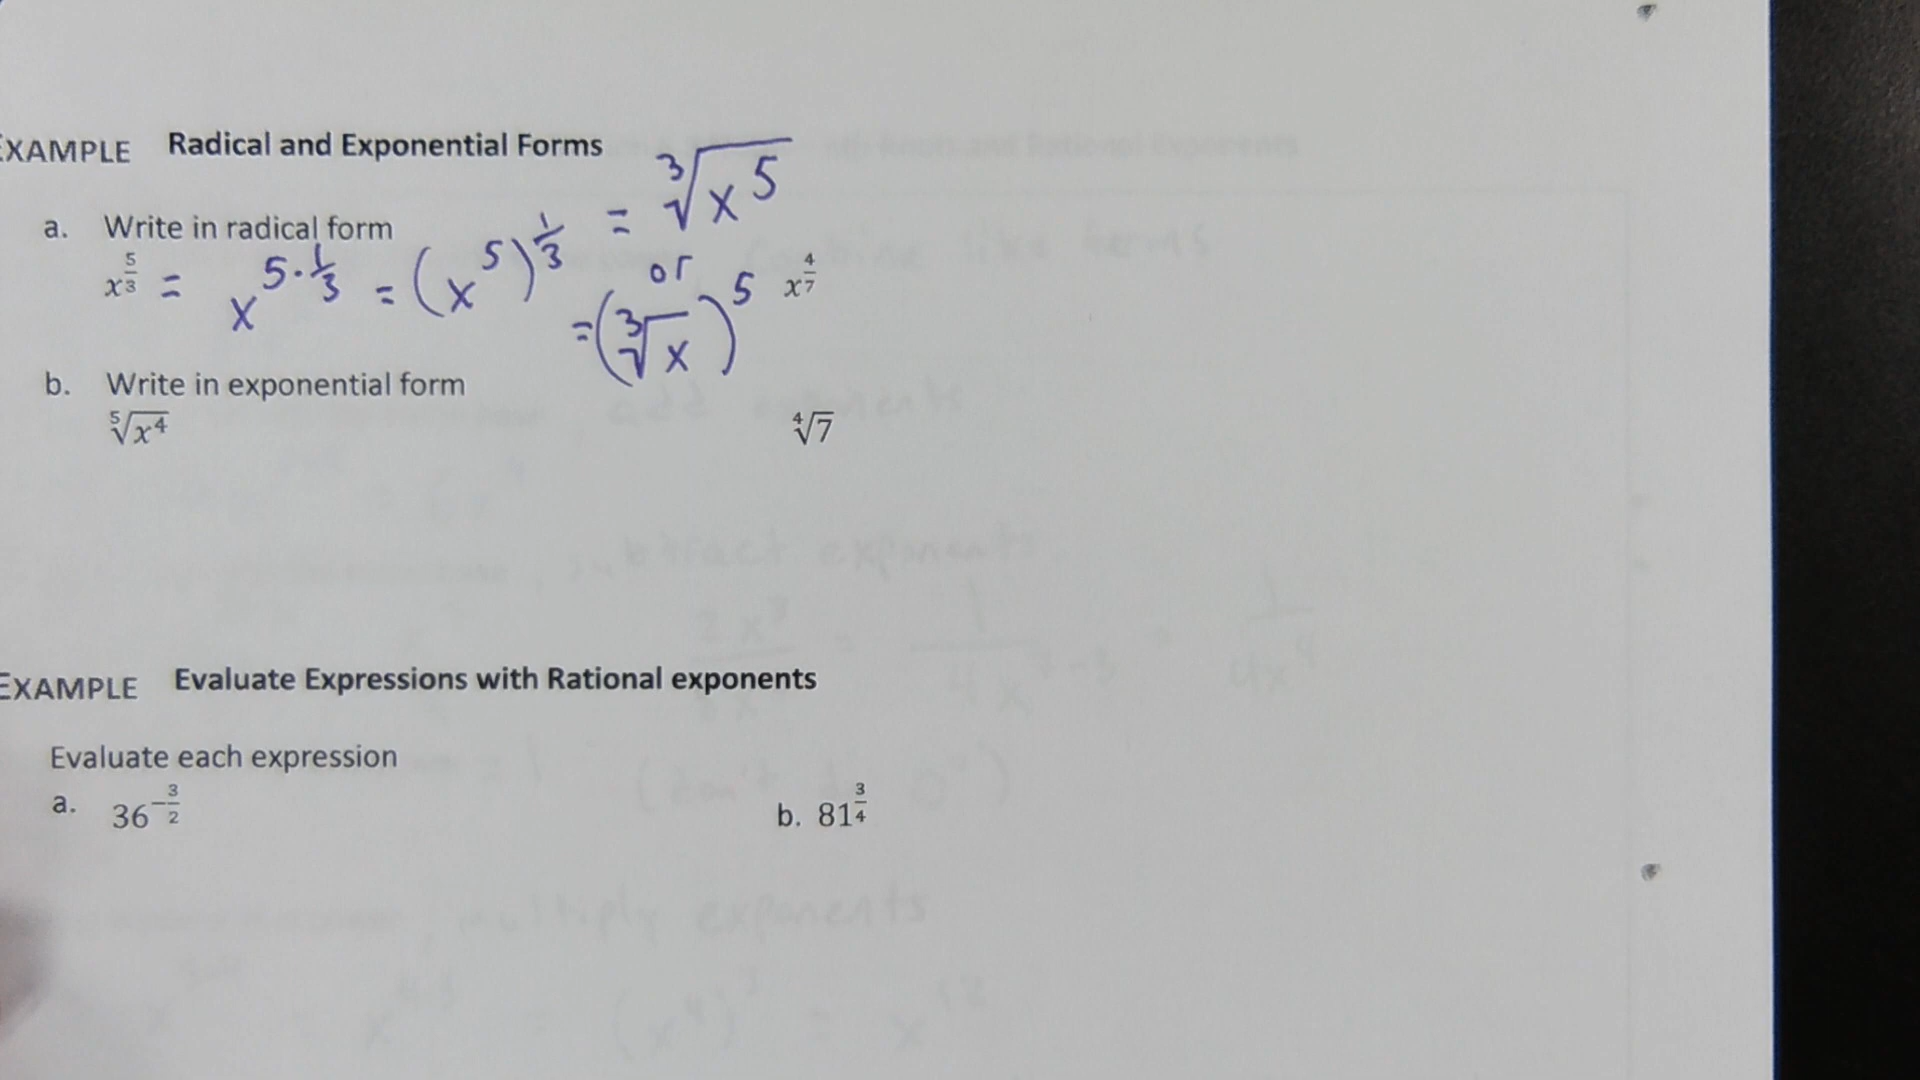 EXAMPLE Radical and Exponential Forms
a. Write in radical form
x^{5/3} = x^{5·1/3} = (x^5)^{1/3} = ∛x^5
or
= (∛x)^5
x^{4/7}
b. Write in exponential form
⁵√x^4 ⁴√7
EXAMPLE Evaluate Expressions with Rational exponents
Evaluate each expression
a. 36^{-3/2} b. 81^{3/4}